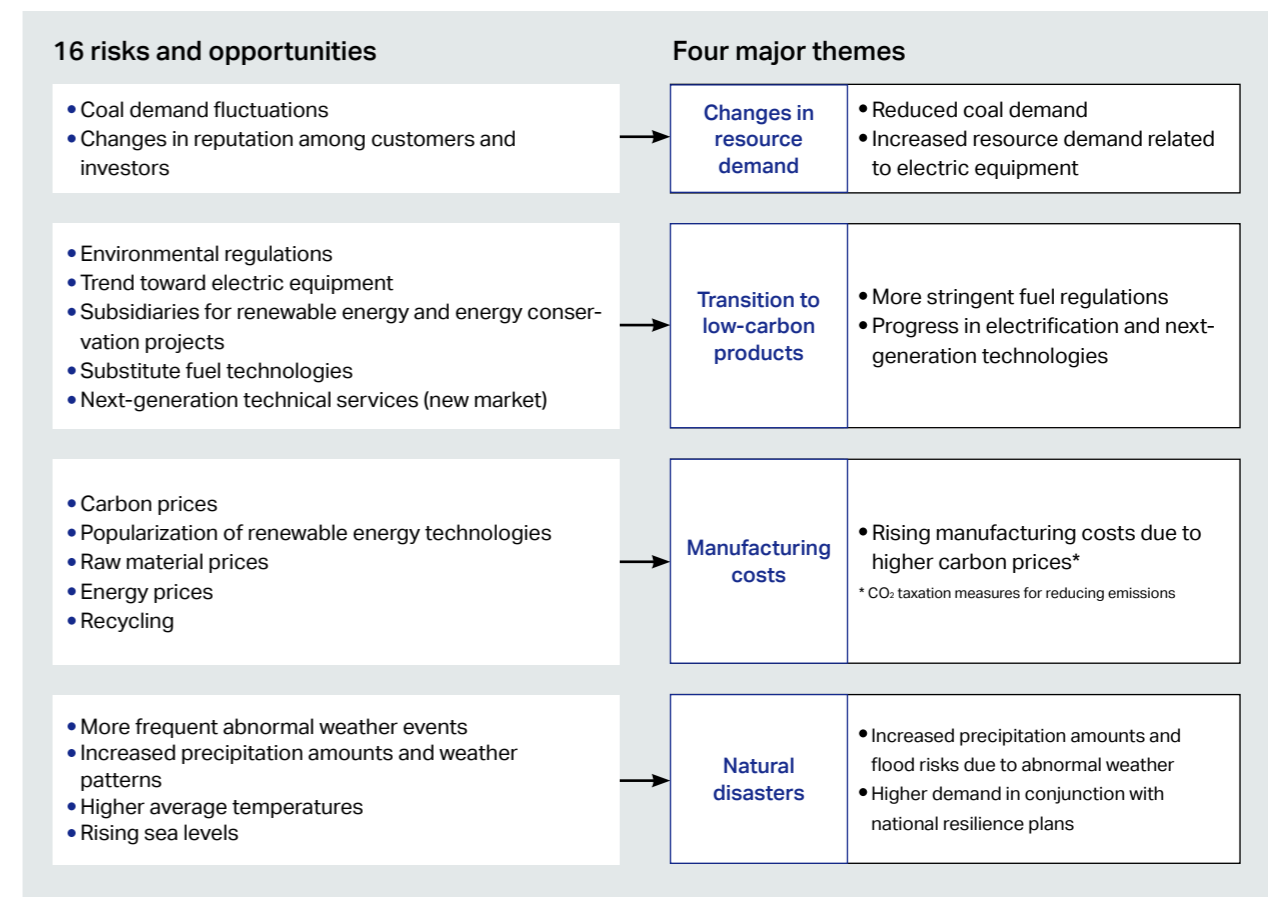 16 risks and opportunities
Four major themes
• Coal demand fluctuations
• Changes in reputation among customers and
investors
Changes in
resource
demand
• Reduced coal demand
• Increased resource demand related
to electric equipment
• Environmental regulations
• Trend toward electric equipment
• Subsidiaries for renewable energy and energy conser-
vation projects
• Substitute fuel technologies
• Next-generation technical services (new market)
Transition to
low-carbon
products
• More stringent fuel regulations
• Progress in electrification and next-
generation technologies
• Carbon prices
• Popularization of renewable energy technologies
• Raw material prices
• Energy prices
• Recycling
Manufacturing
costs
• Rising manufacturing costs due to
higher carbon prices*
* CO₂ taxation measures for reducing emissions
• More frequent abnormal weather events
• Increased precipitation amounts and weather
patterns
• Higher average temperatures
• Rising sea levels
Natural
disasters
• Increased precipitation amounts and
flood risks due to abnormal weather
• Higher demand in conjunction with
national resilience plans